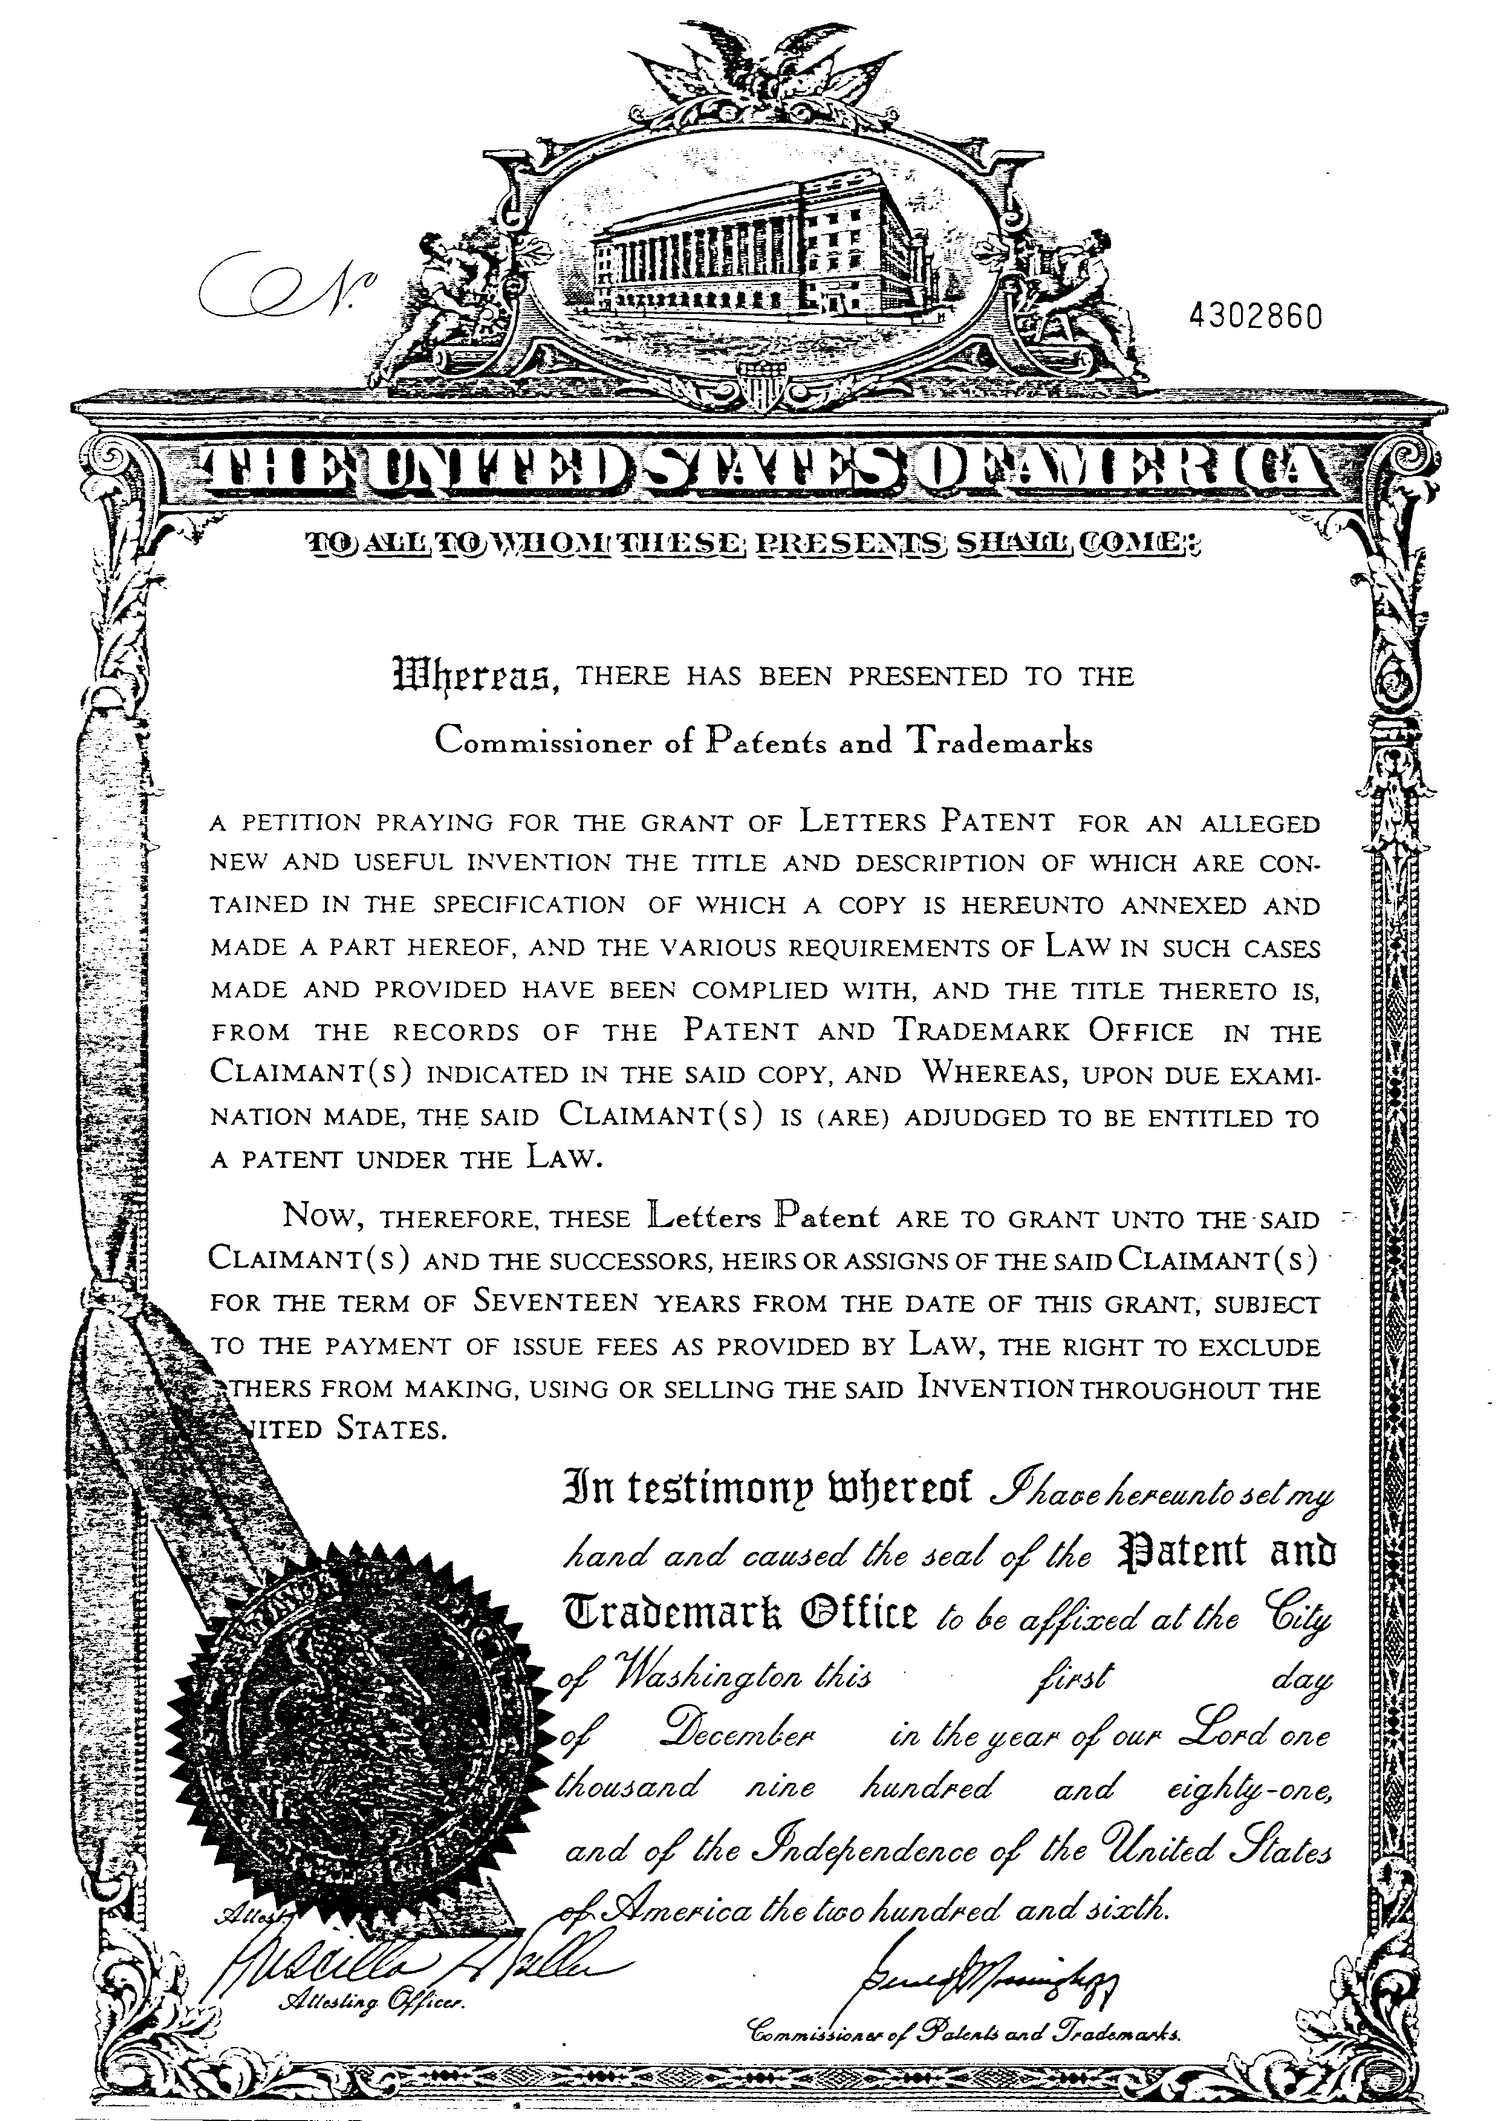 No.
4302860
THE UNITED STATES OF AMERICA
TO ALL TO WHOM THESE PRESENTS SHALL COME:
Whereas, THERE HAS BEEN PRESENTED TO THE
Commissioner of Patents and Trademarks
A PETITION PRAYING FOR THE GRANT OF LETTERS PATENT FOR AN ALLEGED
NEW AND USEFUL INVENTION THE TITLE AND DESCRIPTION OF WHICH ARE CON-
TAINED IN THE SPECIFICATION OF WHICH A COPY IS HEREUNTO ANNEXED AND
MADE A PART HEREOF, AND THE VARIOUS REQUIREMENTS OF LAW IN SUCH CASES
MADE AND PROVIDED HAVE BEEN COMPLIED WITH, AND THE TITLE THERETO IS,
FROM THE RECORDS OF THE PATENT AND TRADEMARK OFFICE IN THE
CLAIMANT(S) INDICATED IN THE SAID COPY, AND WHEREAS, UPON DUE EXAMI-
NATION MADE, THE SAID CLAIMANT(S) IS (ARE) ADJUDGED TO BE ENTITLED TO
A PATENT UNDER THE LAW.
NOW, THEREFORE, THESE Letters Patent ARE TO GRANT UNTO THE SAID
CLAIMANT(S) AND THE SUCCESSORS, HEIRS OR ASSIGNS OF THE SAID CLAIMANT(S)
FOR THE TERM OF SEVENTEEN YEARS FROM THE DATE OF THIS GRANT, SUBJECT
TO THE PAYMENT OF ISSUE FEES AS PROVIDED BY LAW, THE RIGHT TO EXCLUDE
OTHERS FROM MAKING, USING OR SELLING THE SAID INVENTION THROUGHOUT THE
UNITED STATES.
In testimony whereof I have hereunto set my
hand and caused the seal of the Patent and
Trademark Office to be affixed at the City
of Washington this first day
of December in the year of our Lord one
thousand nine hundred and eighty-one,
and of the Independence of the United States
of America the two hundred and sixth.
Attest
Attesting Officer.
Commissioner of Patents and Trademarks.